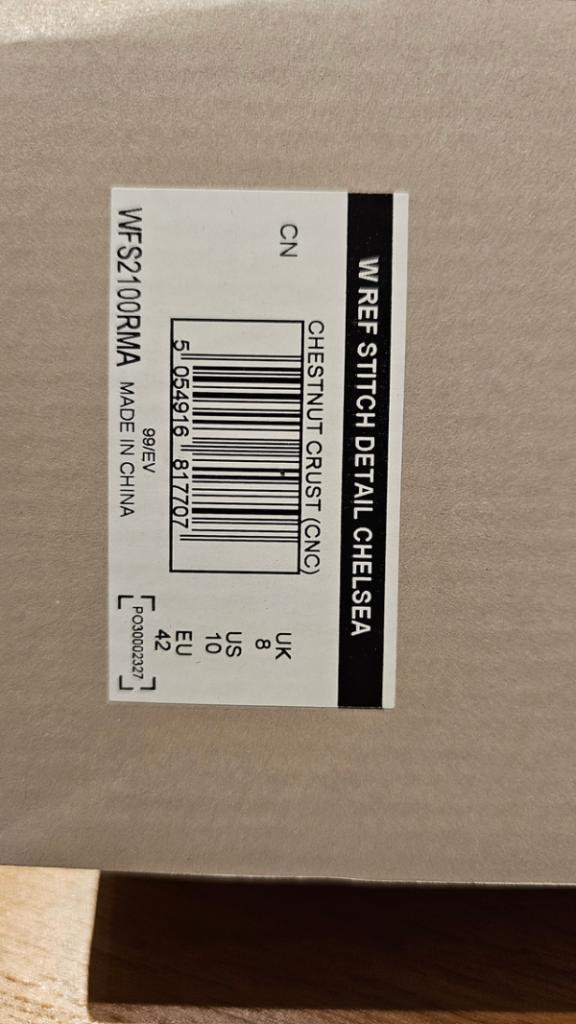 W REF STITCH DETAIL CHELSEA
CHESTNUT CRUST (CNC)
CN
5 054916 817707
UK
8
US
10
EU
42
99/EV
WFS2100RMA MADE IN CHINA
PO30002327